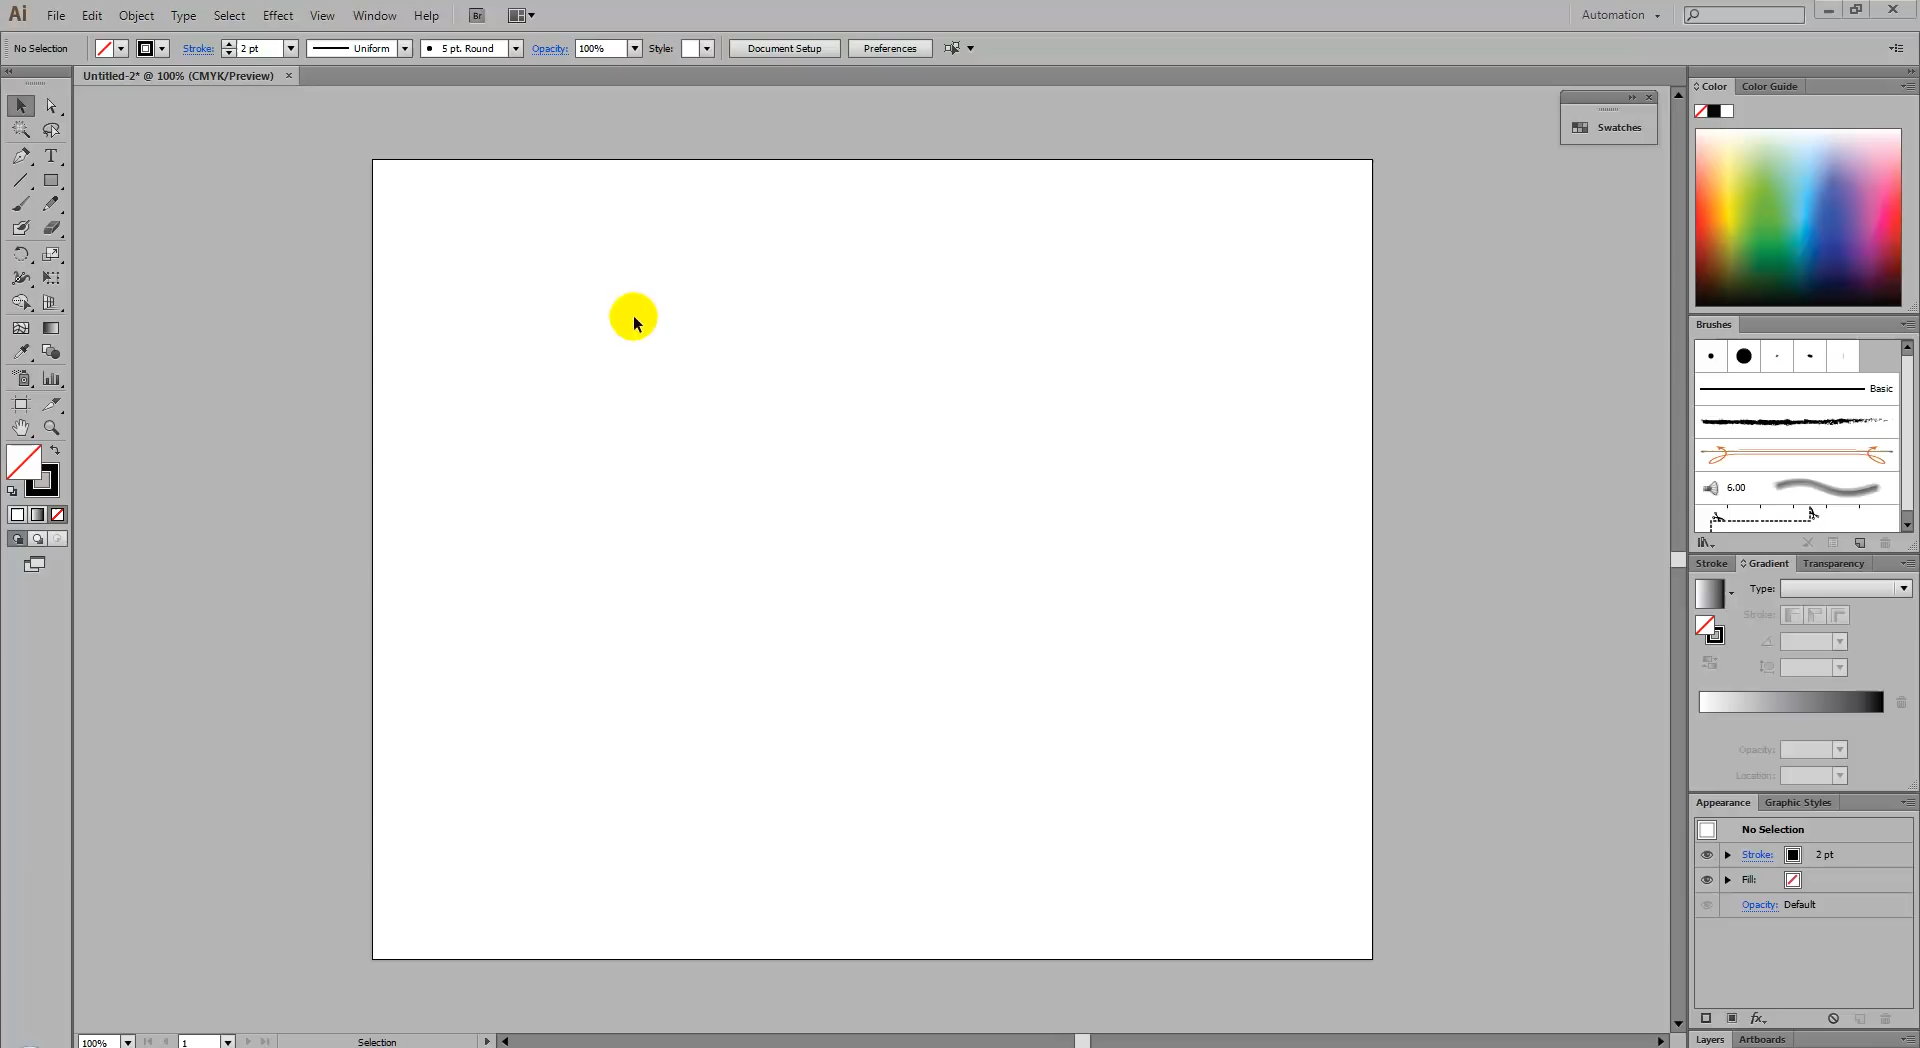 Ai File Edit Object Type Select Effect View Window Help Br Automation
No Selection Stroke: 2 pt Uniform 5 pt. Round Opacity: 100% Style: Document Setup Preferences
Untitled-2* @ 100% (CMYK/Preview)
Swatches
Color Color Guide
Brushes
Basic
6.00
Stroke Gradient Transparency
Type:
Stroke:
Opacity:
Location:
Appearance Graphic Styles
No Selection
Stroke: 2 pt
Fill:
Opacity: Default
fx
Layers Artboards
100% 1 Selection